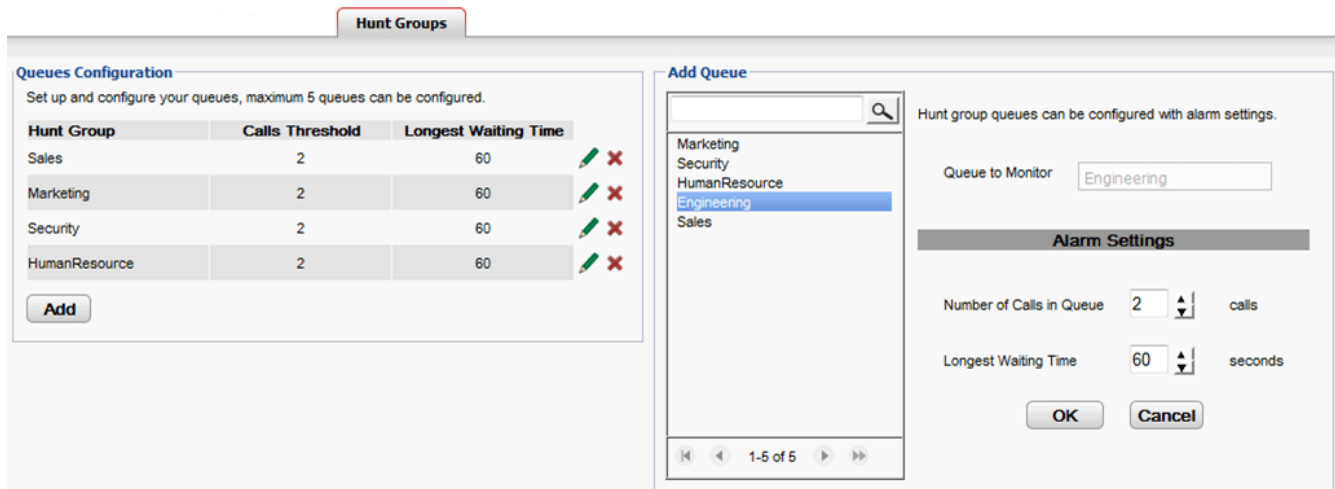 Hunt Groups
Queues Configuration
Set up and configure your queues, maximum 5 queues can be configured.
Hunt Group Calls Threshold Longest Waiting Time
Sales 2 60
Marketing 2 60
Security 2 60
HumanResource 2 60
Add
Add Queue
Marketing
Security
HumanResource
Engineering
Sales
1-5 of 5
Hunt group queues can be configured with alarm settings.
Queue to Monitor Engineering
Alarm Settings
Number of Calls in Queue 2 calls
Longest Waiting Time 60 seconds
OK Cancel